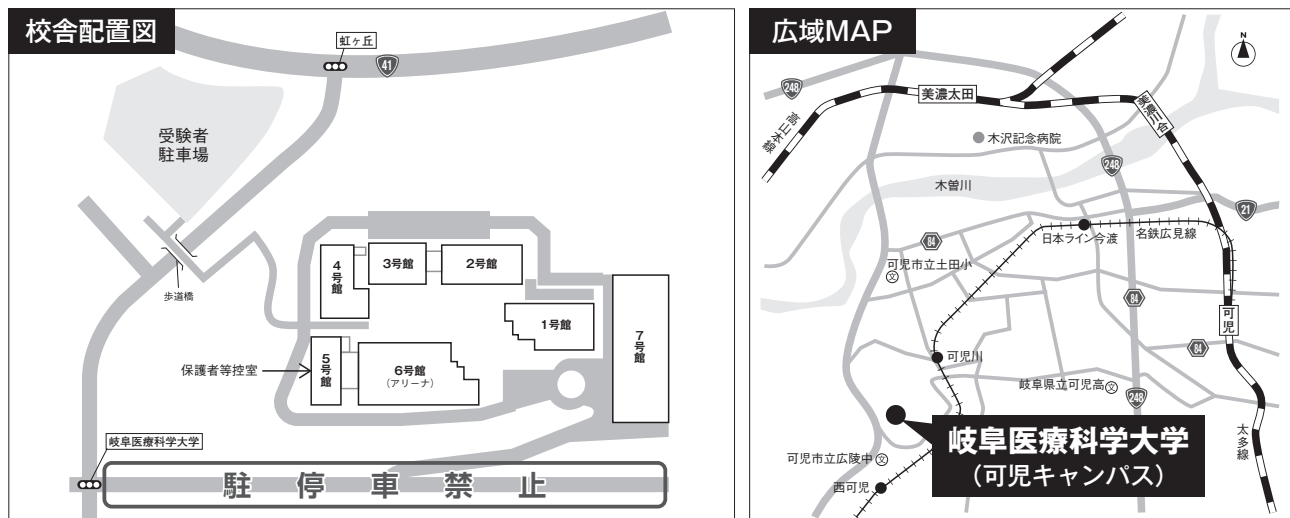 校舎配置図
虹ヶ丘
41
受験者
駐車場
歩道橋
4号館
3号館
2号館
1号館
7号館
保護者等控室
5号館
6号館
(アリーナ)
岐阜医療科学大学
駐停車禁止
広域MAP
N
248
美濃太田
美濃川合
高山本線
木沢記念病院
248
木曽川
21
84
日本ライン今渡
名鉄広見線
可児市立土田小
文
84
可児
84
可児川
岐阜県立可児高
文
248
岐阜医療科学大学
(可児キャンパス)
太多線
可児市立広陵中
文
西可児